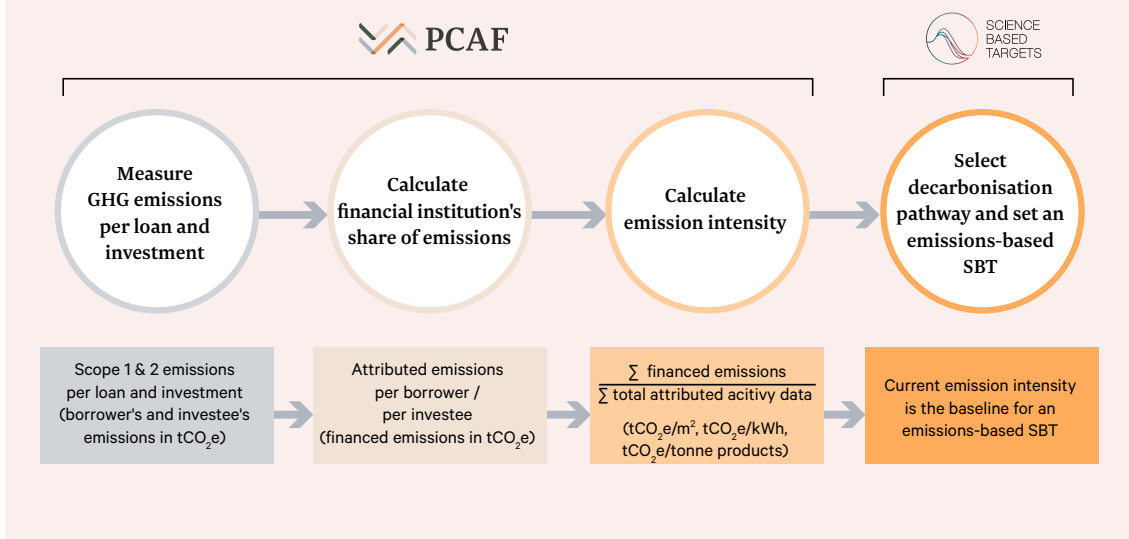 PCAF
SCIENCE
BASED
TARGETS
Measure
GHG emissions
per loan and
investment
Calculate
financial institution's
share of emissions
Calculate
emission intensity
Select
decarbonisation
pathway and set an
emissions-based
SBT
Scope 1 & 2 emissions
per loan and investment
(borrower's and investee's
emissions in tCO₂e)
Attributed emissions
per borrower /
per investee
(financed emissions in tCO₂e)
∑ financed emissions
∑ total attributed acitivy data
(tCO₂e/m², tCO₂e/kWh,
tCO₂e/tonne products)
Current emission intensity
is the baseline for an
emissions-based SBT